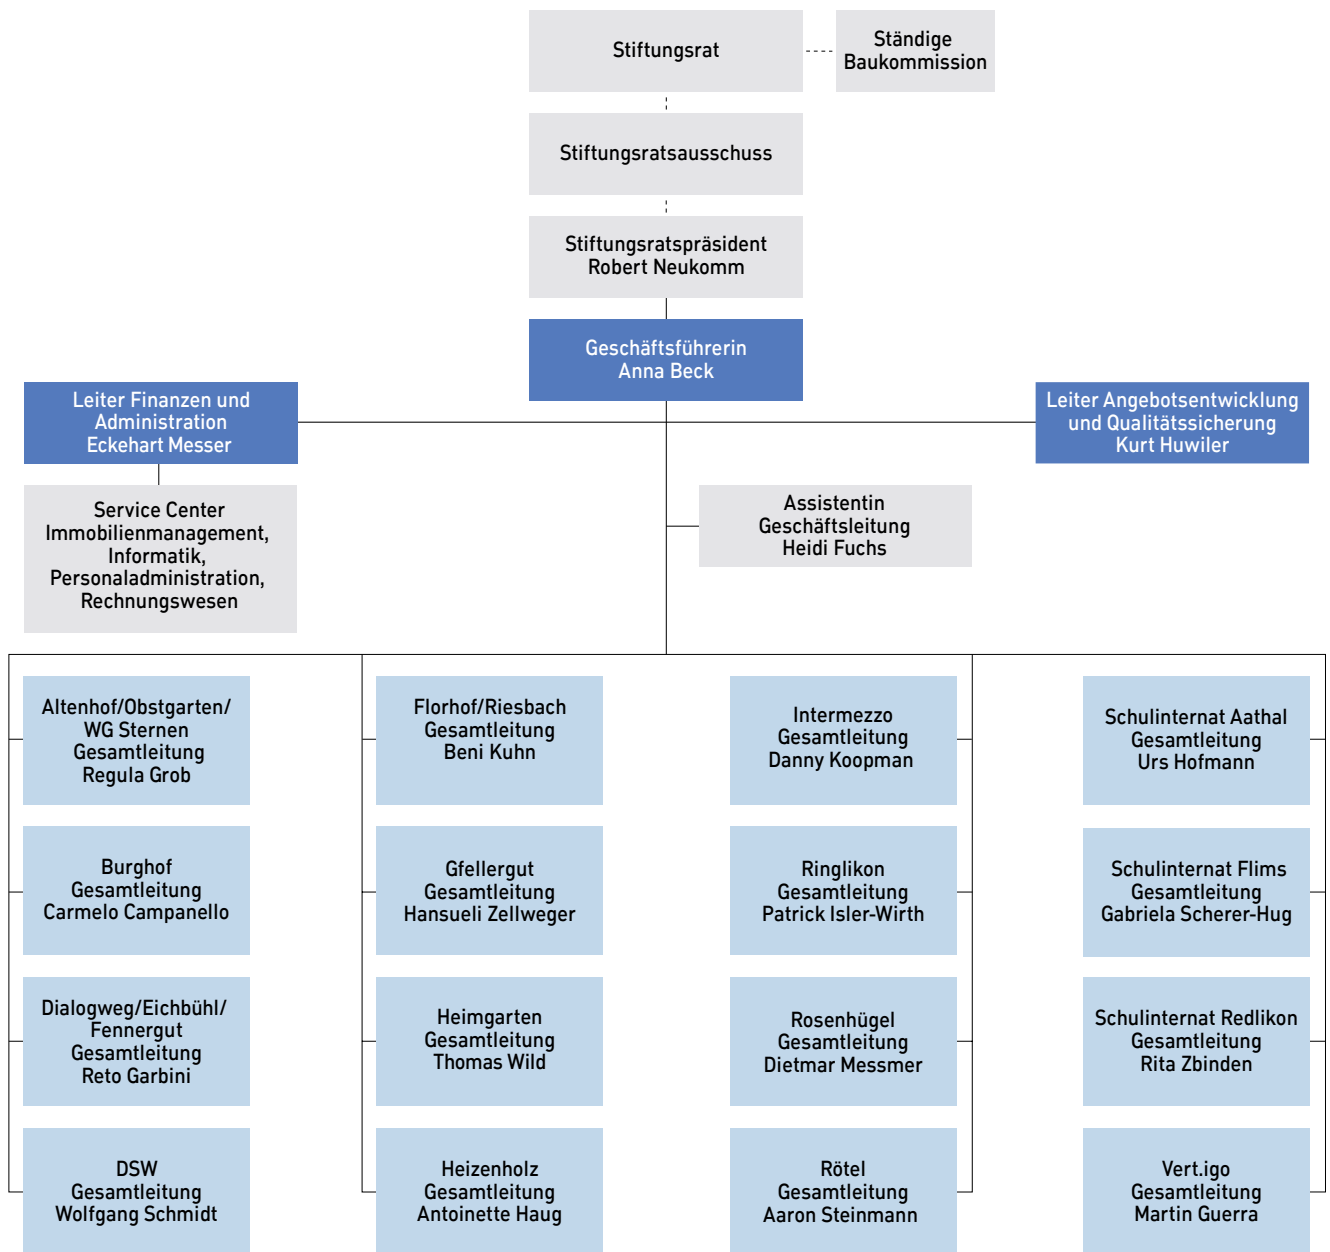 Stiftungsrat
Ständige
Baukommission
Stiftungsratsausschuss
Stiftungsratspräsident
Robert Neukomm
Geschäftsführerin
Anna Beck
Leiter Finanzen und
Administration
Eckehart Messer
Leiter Angebotsentwicklung
und Qualitätssicherung
Kurt Huwiler
Service Center
Immobilienmanagement,
Informatik,
Personaladministration,
Rechnungswesen
Assistentin
Geschäftsleitung
Heidi Fuchs
Altenhof/Obstgarten/
WG Sternen
Gesamtleitung
Regula Grob
Florhof/Riesbach
Gesamtleitung
Beni Kuhn
Intermezzo
Gesamtleitung
Danny Koopman
Schulinternat Aathal
Gesamtleitung
Urs Hofmann
Burghof
Gesamtleitung
Carmelo Campanello
Gfellergut
Gesamtleitung
Hansueli Zellweger
Ringlikon
Gesamtleitung
Patrick Isler-Wirth
Schulinternat Flims
Gesamtleitung
Gabriela Scherer-Hug
Dialogweg/Eichbühl/
Fennergut
Gesamtleitung
Reto Garbini
Heimgarten
Gesamtleitung
Thomas Wild
Rosenhügel
Gesamtleitung
Dietmar Messmer
Schulinternat Redlikon
Gesamtleitung
Rita Zbinden
DSW
Gesamtleitung
Wolfgang Schmidt
Heizenholz
Gesamtleitung
Antoinette Haug
Rötel
Gesamtleitung
Aaron Steinmann
Vert.igo
Gesamtleitung
Martin Guerra